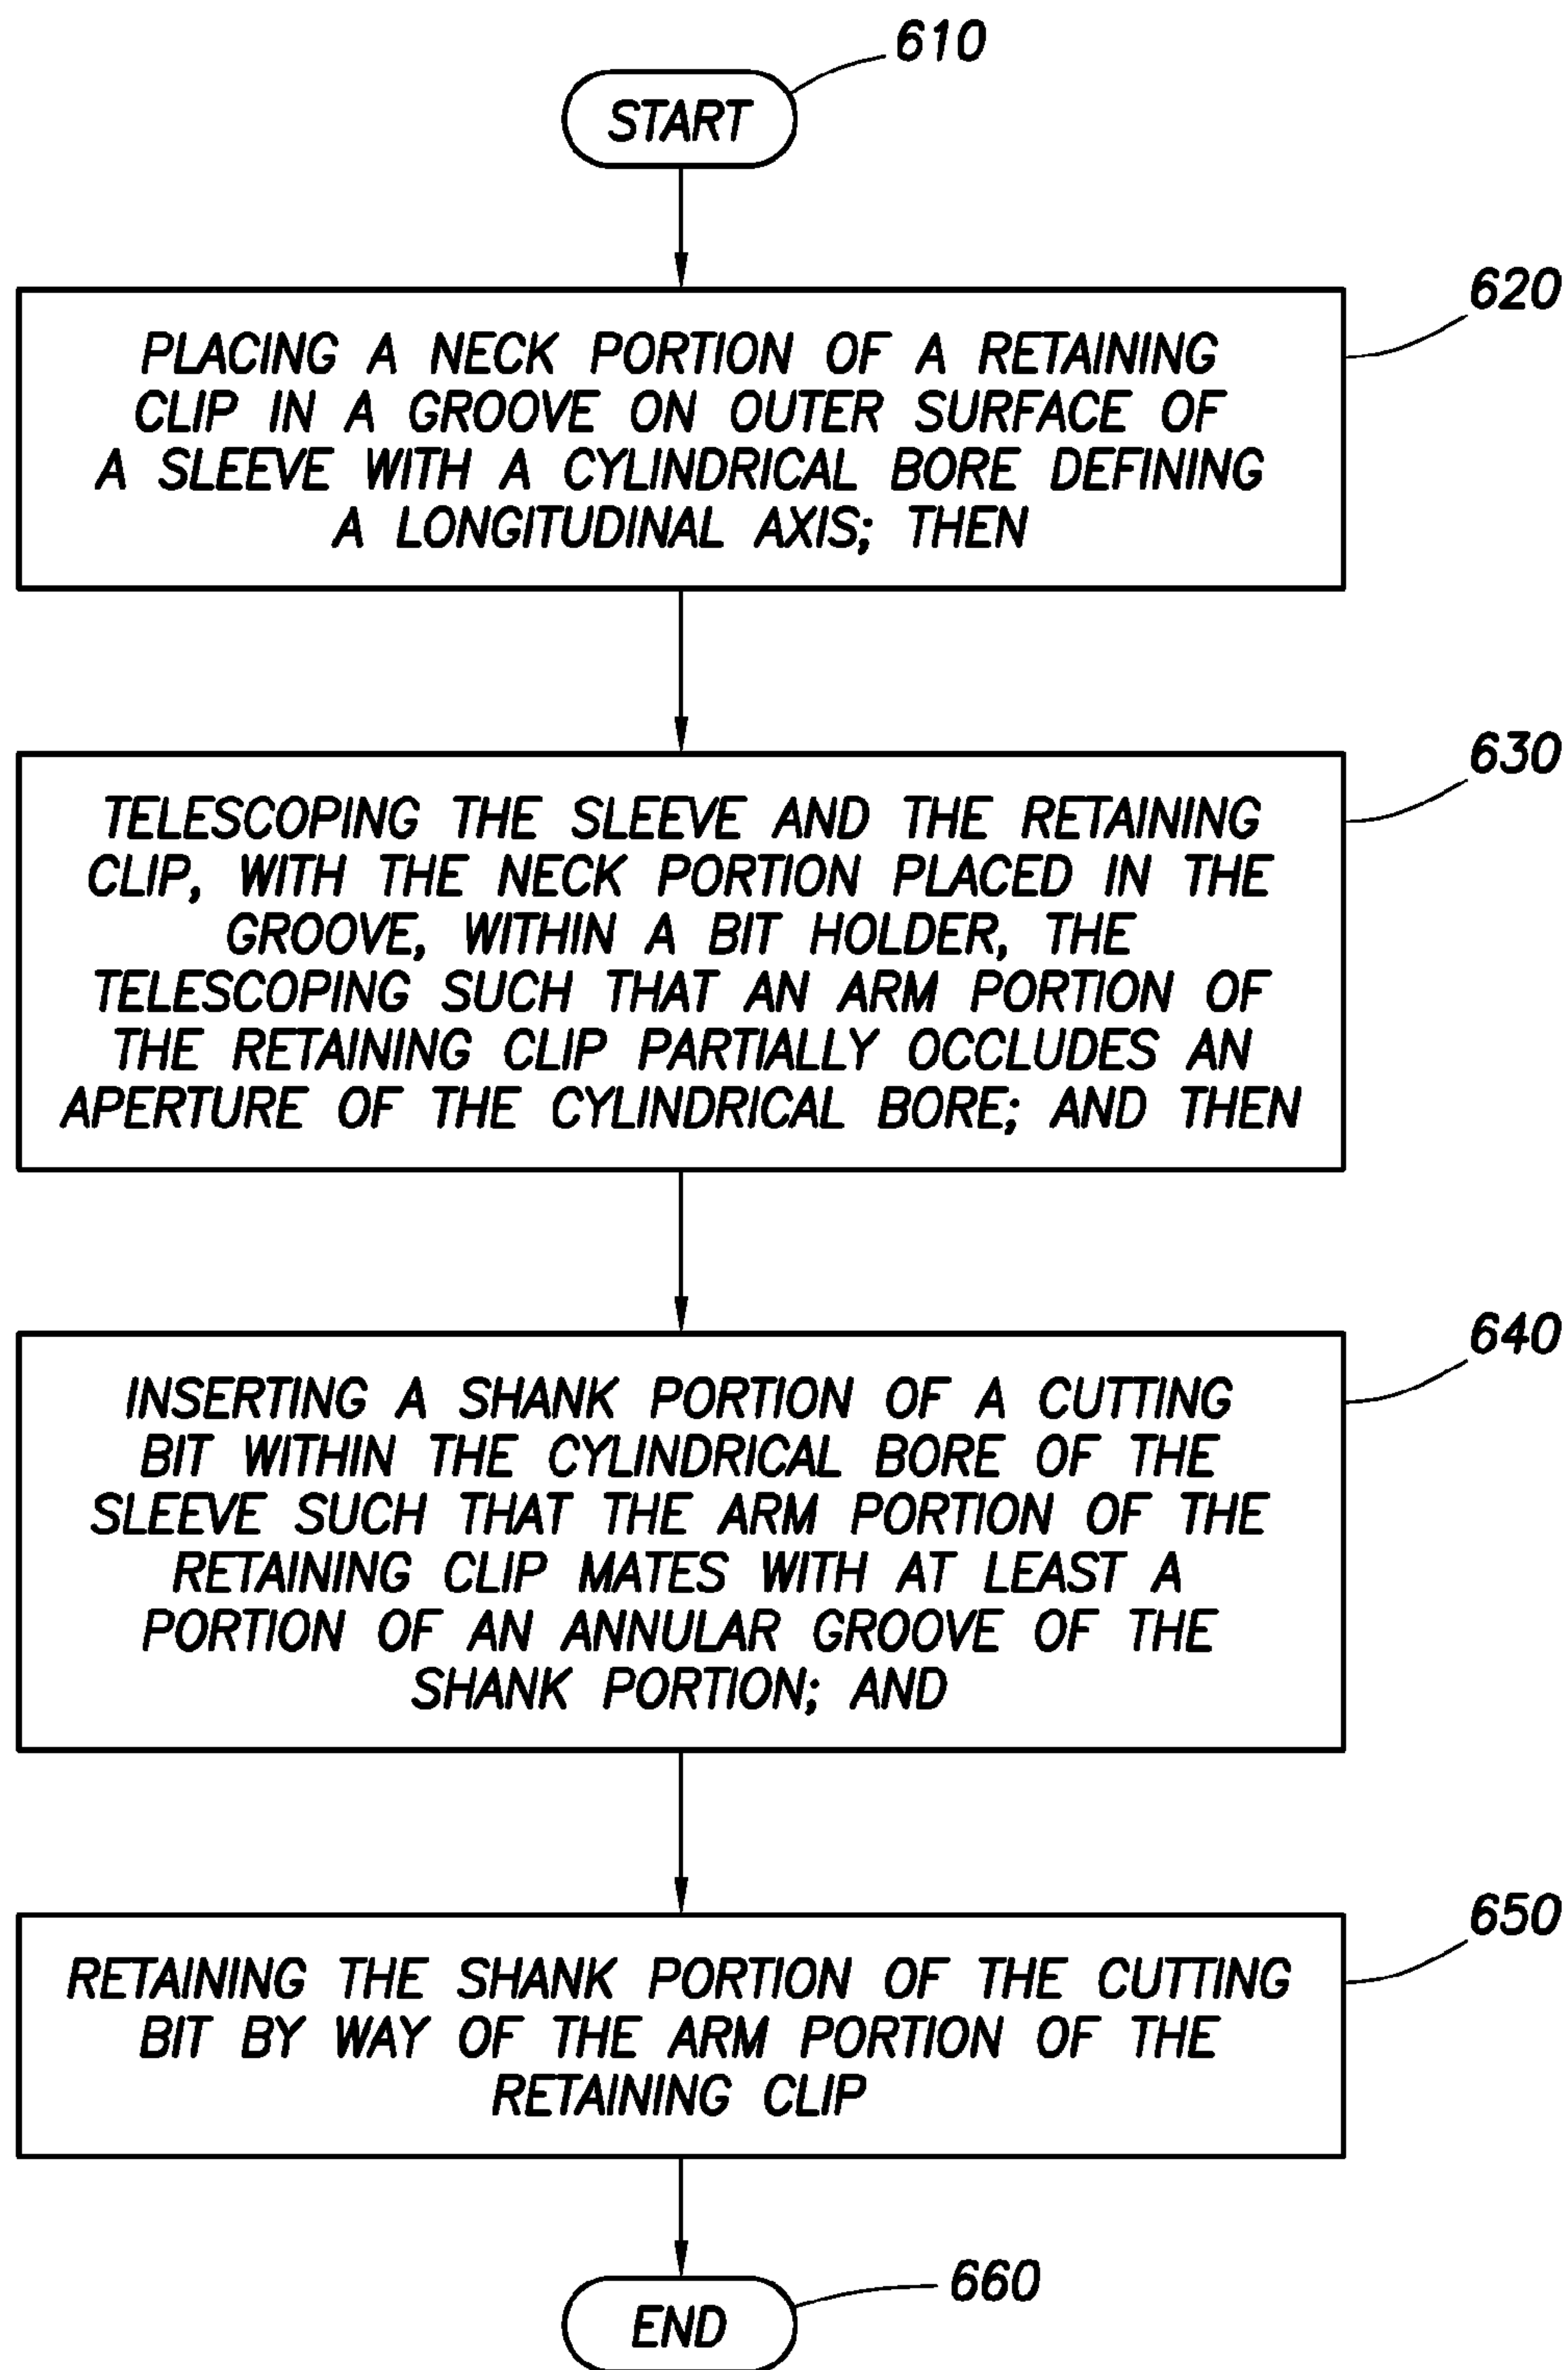 610
START
620
PLACING A NECK PORTION OF A RETAINING
CLIP IN A GROOVE ON OUTER SURFACE OF
A SLEEVE WITH A CYLINDRICAL BORE DEFINING
A LONGITUDINAL AXIS; THEN
630
TELESCOPING THE SLEEVE AND THE RETAINING
CLIP, WITH THE NECK PORTION PLACED IN THE
GROOVE, WITHIN A BIT HOLDER, THE
TELESCOPING SUCH THAT AN ARM PORTION OF
THE RETAINING CLIP PARTIALLY OCCLUDES AN
APERTURE OF THE CYLINDRICAL BORE; AND THEN
640
INSERTING A SHANK PORTION OF A CUTTING
BIT WITHIN THE CYLINDRICAL BORE OF THE
SLEEVE SUCH THAT THE ARM PORTION OF THE
RETAINING CLIP MATES WITH AT LEAST A
PORTION OF AN ANNULAR GROOVE OF THE
SHANK PORTION; AND
650
RETAINING THE SHANK PORTION OF THE CUTTING
BIT BY WAY OF THE ARM PORTION OF THE
RETAINING CLIP
660
END